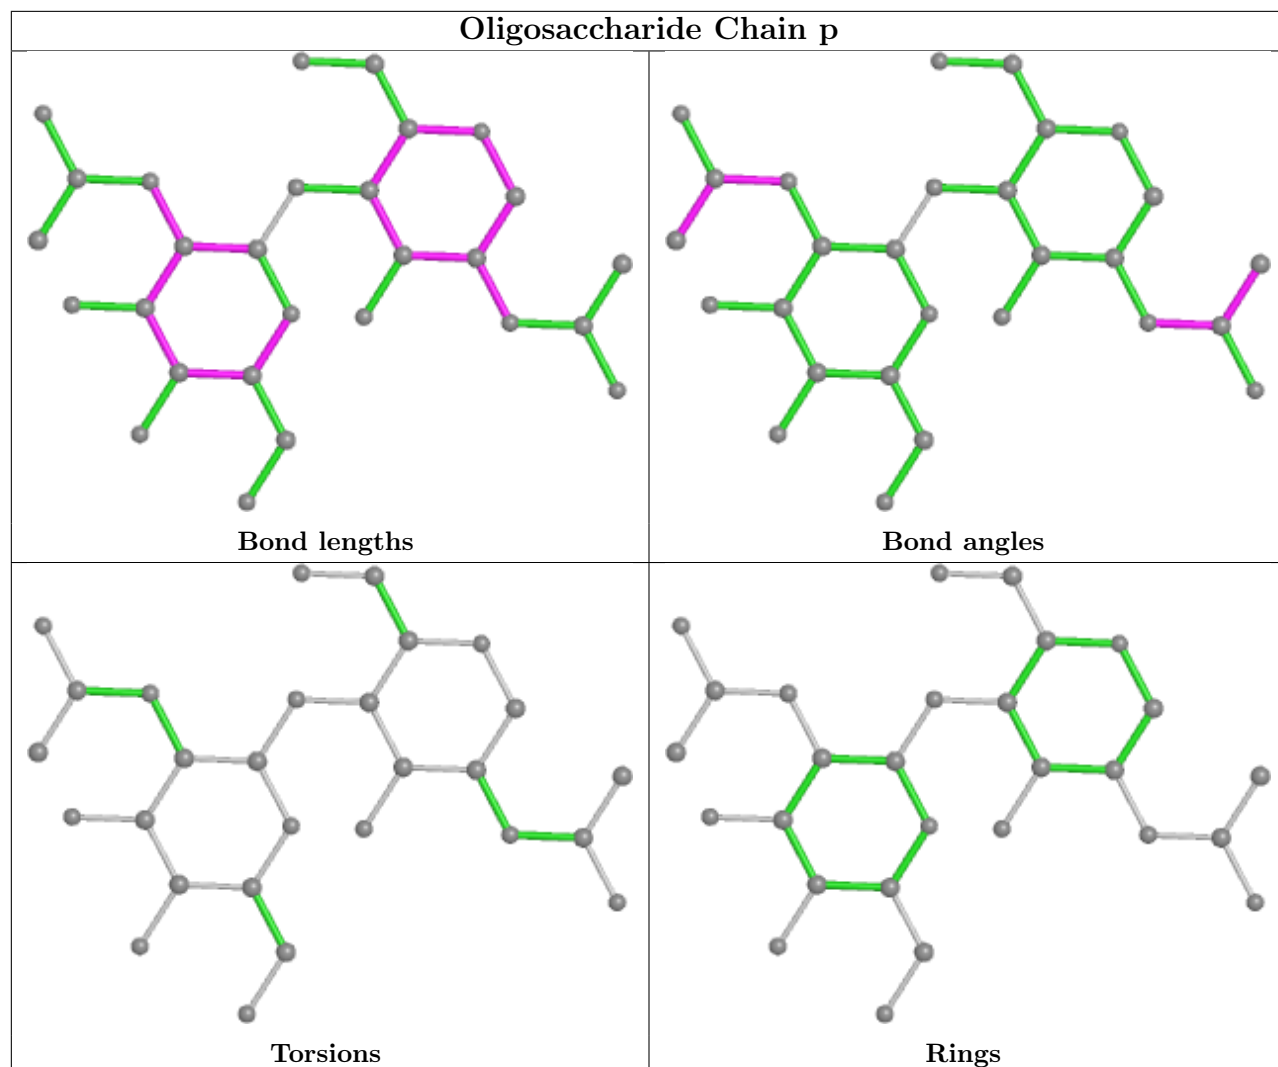 Oligosaccharide Chain p
Bond lengths
Bond angles
Torsions
Rings